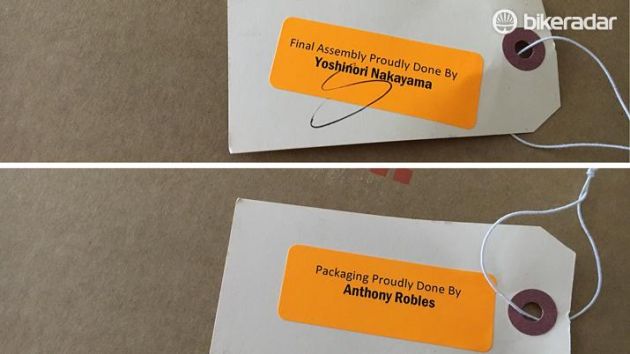 bikeradar
Final Assembly Proudly Done By
Yoshinori Nakayama
Packaging Proudly Done By
Anthony Robles